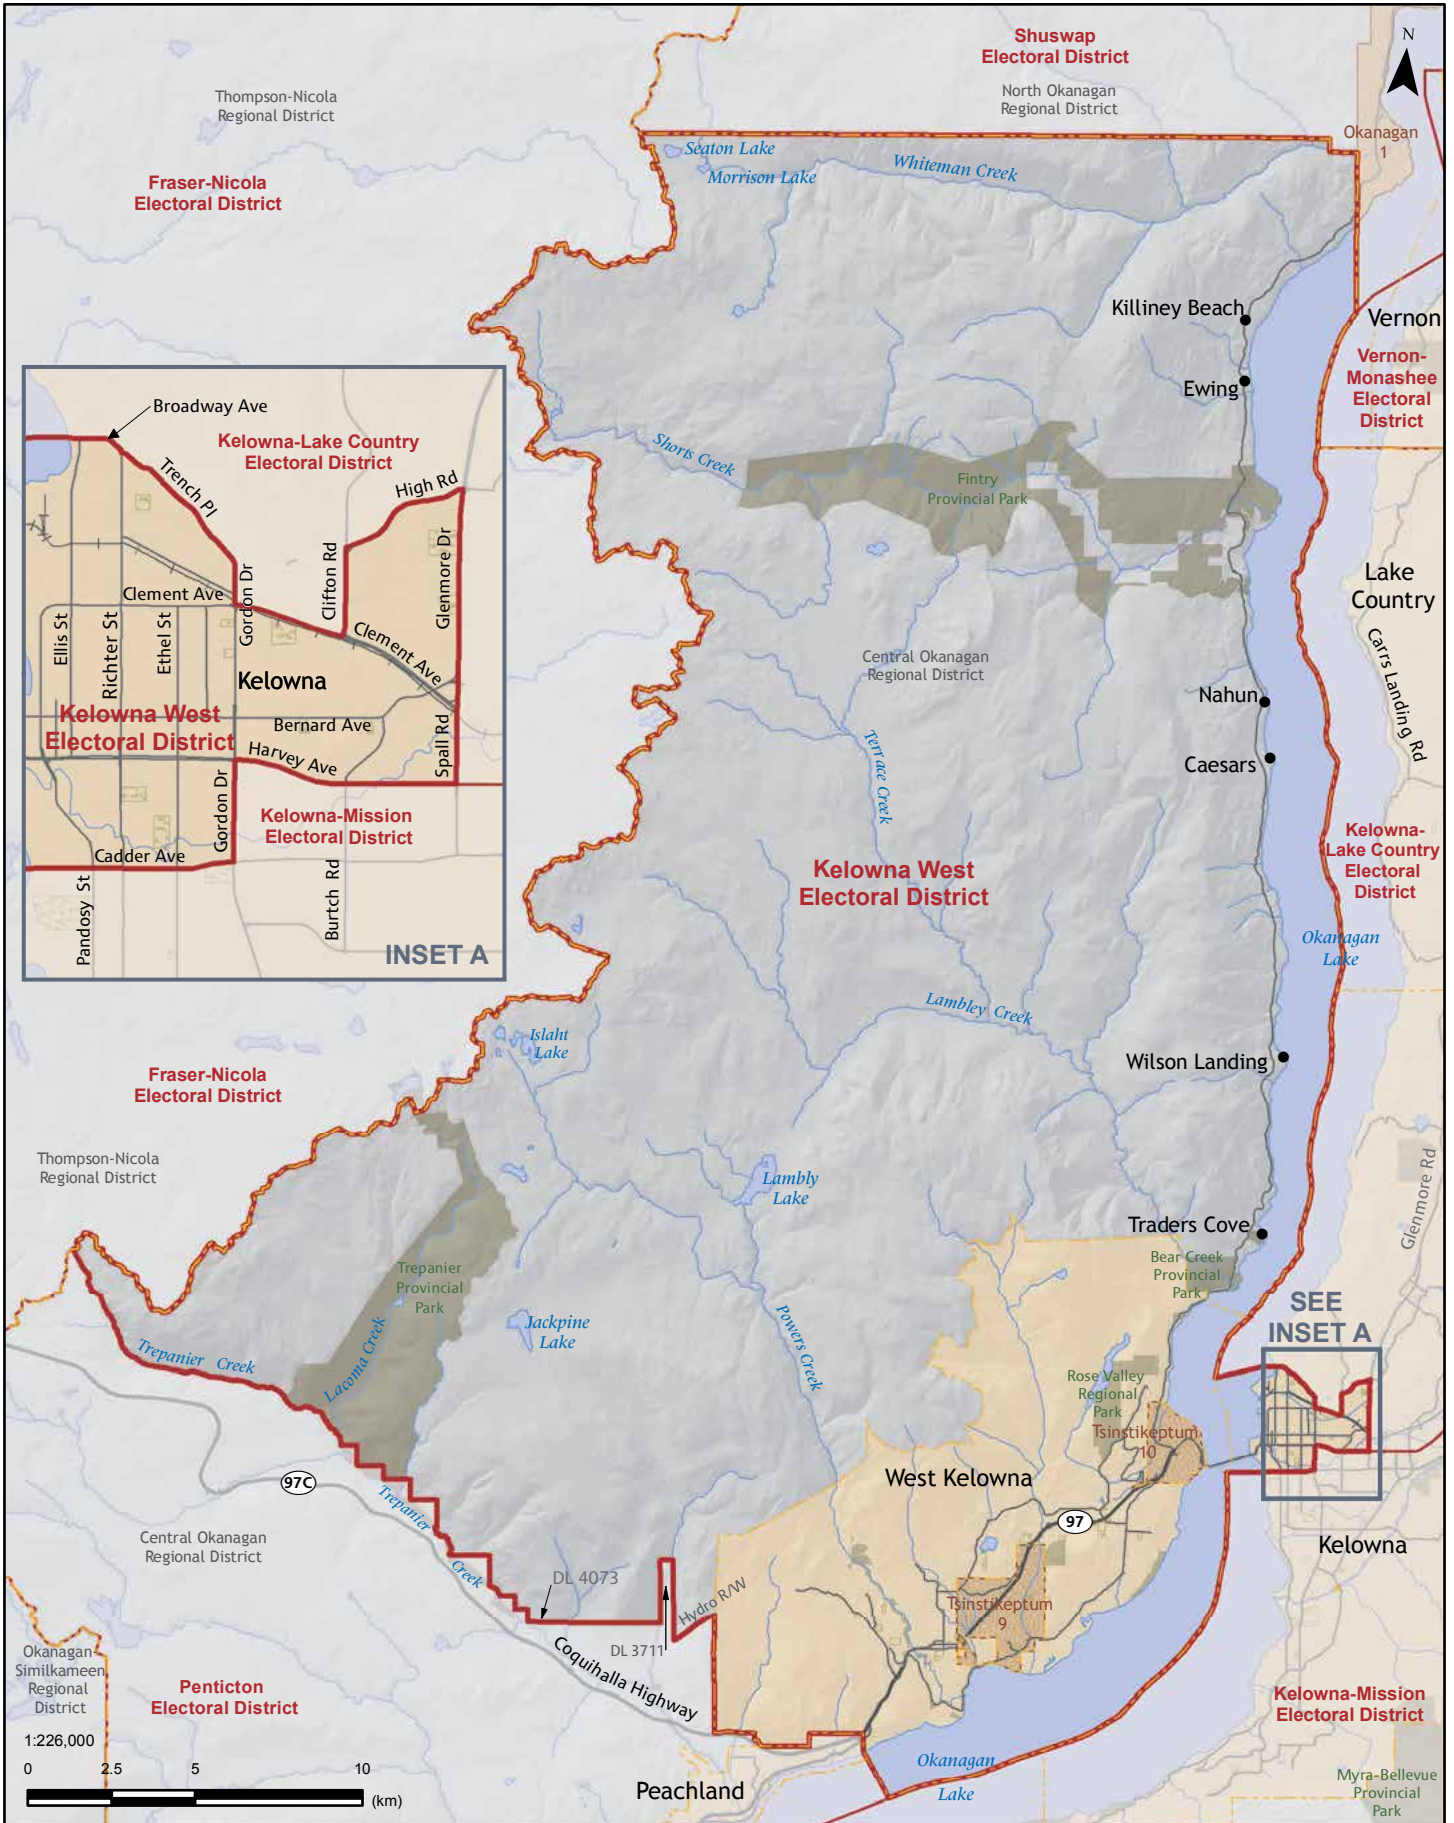 Shuswap
Electoral District
N
North Okanagan
Regional District
Thompson-Nicola
Regional District
Okanagan
1
Seaton Lake
Morrison Lake
Whiteman Creek
Fraser-Nicola
Electoral District
Killiney Beach
Vernon
Ewing
Vernon-
Monashee
Electoral
District
Broadway Ave
Kelowna-Lake Country
Electoral District
Trench Pl
High Rd
Clifton Rd
Glenmore Dr
Gordon Dr
Clement Ave
Clement Ave
Ellis St
Richter St
Ethel St
Kelowna
Kelowna West
Electoral District
Bernard Ave
Harvey Ave
Spall Rd
Gordon Dr
Kelowna-Mission
Electoral District
Cadder Ave
Pandosy St
Burtch Rd
INSET A
Shorts Creek
Fintry
Provincial Park
Lake
Country
Carrs Landing Rd
Central Okanagan
Regional District
Nahun
Terrace Creek
Caesars
Kelowna-
Lake Country
Electoral
District
Kelowna West
Electoral District
Okanagan
Lake
Lambley Creek
Islaht
Lake
Wilson Landing
Fraser-Nicola
Electoral District
Thompson-Nicola
Regional District
Lambly
Lake
Glenmore Rd
Traders Cove
Bear Creek
Provincial
Park
Trepanier
Provincial
Park
SEE
INSET A
Jackpine
Lake
Powers Creek
Trepanier Creek
Lacoma Creek
Rose Valley
Regional
Park
Tsinstikeptum
10
West Kelowna
97C
Trepanier
Creek
97
Central Okanagan
Regional District
Kelowna
DL 4073
Hydro R/W
Tsinstikeptum
9
DL 3711
Coquihalla Highway
Okanagan-
Similkameen
Regional
District
Penticton
Electoral District
Kelowna-Mission
Electoral District
1:226,000
0 2.5 5 10
(km)
Okanagan
Lake
Peachland
Myra-Bellevue
Provincial
Park